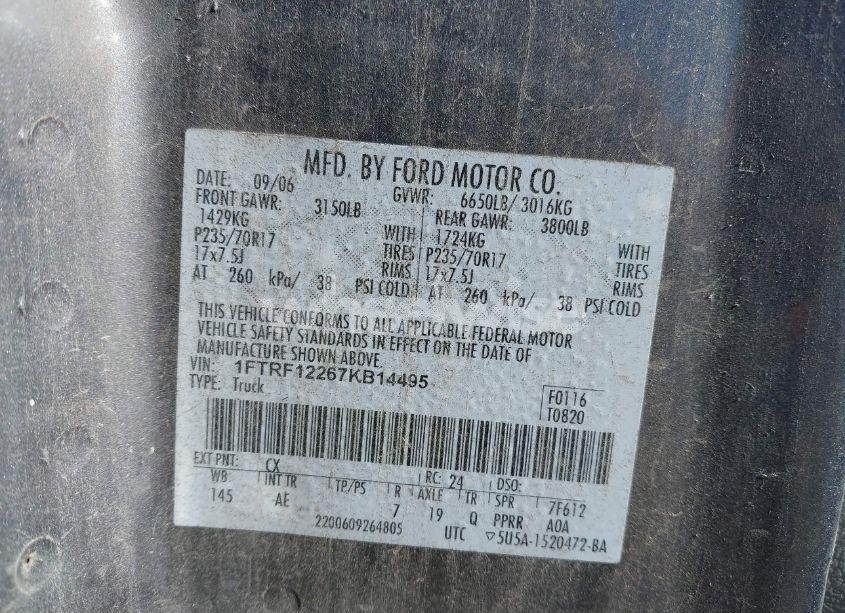 MFD. BY FORD MOTOR CO.
DATE: 09/06 GVWR: 6650LB/ 3016KG
FRONT GAWR: 3150LB REAR GAWR: 3800LB
1429KG WITH 1724KG WITH
P235/70R17 TIRES P235/70R17 TIRES
17x7.5J RIMS 17x7.5J RIMS
AT 260 kPa/ 38 PSI COLD AT 260 kPa/ 38 PSI COLD
THIS VEHICLE CONFORMS TO ALL APPLICABLE FEDERAL MOTOR
VEHICLE SAFETY STANDARDS IN EFFECT ON THE DATE OF
MANUFACTURE SHOWN ABOVE.
VIN: 1FTRF12267KB14495
TYPE: Truck F0116
T0820
EXT PNT: CX RC: 24 DSO:
WB INT TR TP/PS R AXLE TR SPR 7F612
145 AE 7 19 Q PPRR A0A
2200609264805 UTC ▽5U5A-1520472-BA